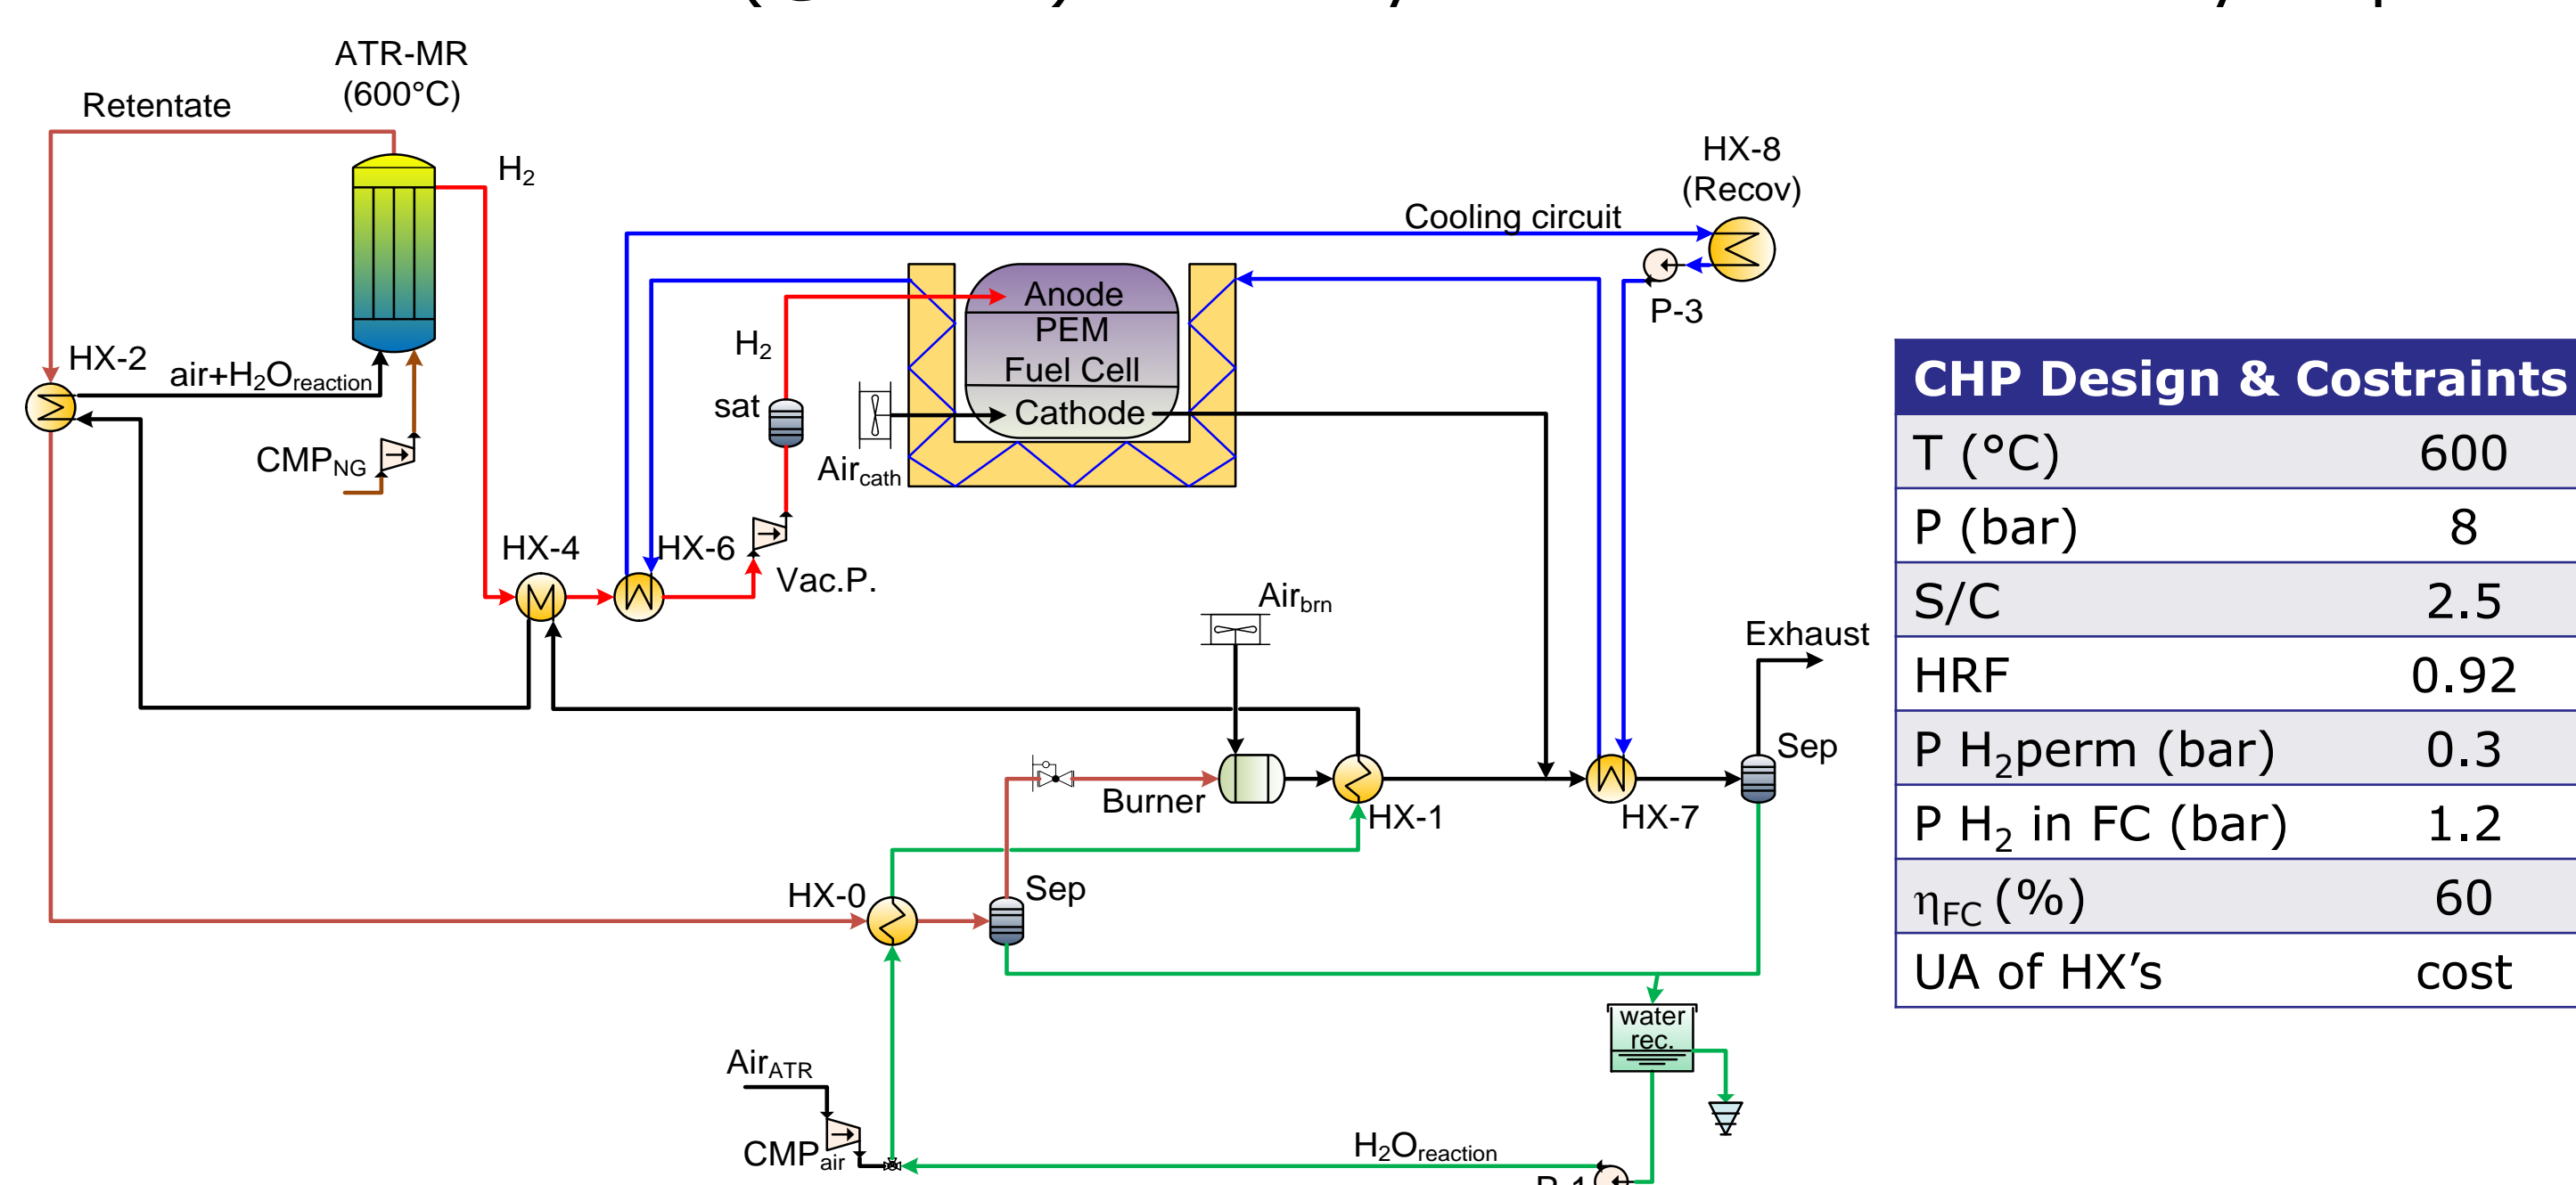 ATR-MR
(600°C)
Retentate
H2
HX-8
(Recov)
Cooling circuit
P-3
Anode
PEM
Fuel Cell
Cathode
H2
sat
Aircath
HX-2
air+H2Oreaction
CMPNG
HX-4
HX-6
Vac.P.
Airbrn
Exhaust
Sep
Burner
HX-1
HX-7
HX-0
Sep
water
rec.
AirATR
CMPair
H2Oreaction
P-1
CHP Design & Costraints
T (°C) 600
P (bar) 8
S/C 2.5
HRF 0.92
P H2perm (bar) 0.3
P H2 in FC (bar) 1.2
ηFC (%) 60
UA of HX’s cost